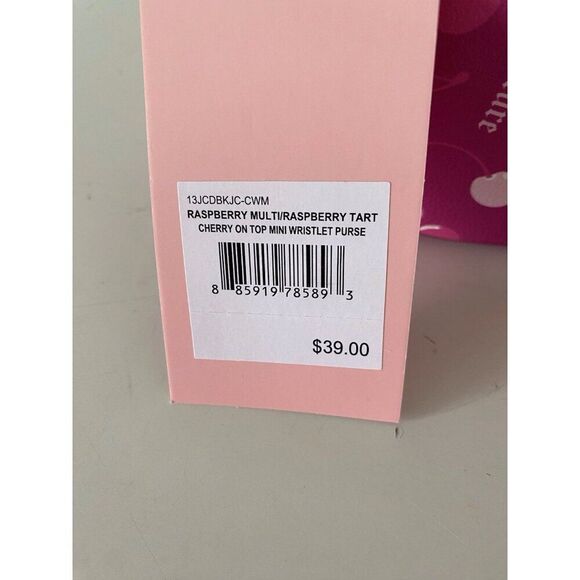 13JCDBKJC-CWM
RASPBERRY MULTI/RASPBERRY TART
CHERRY ON TOP MINI WRISTLET PURSE
8 85919 78589 3
$39.00